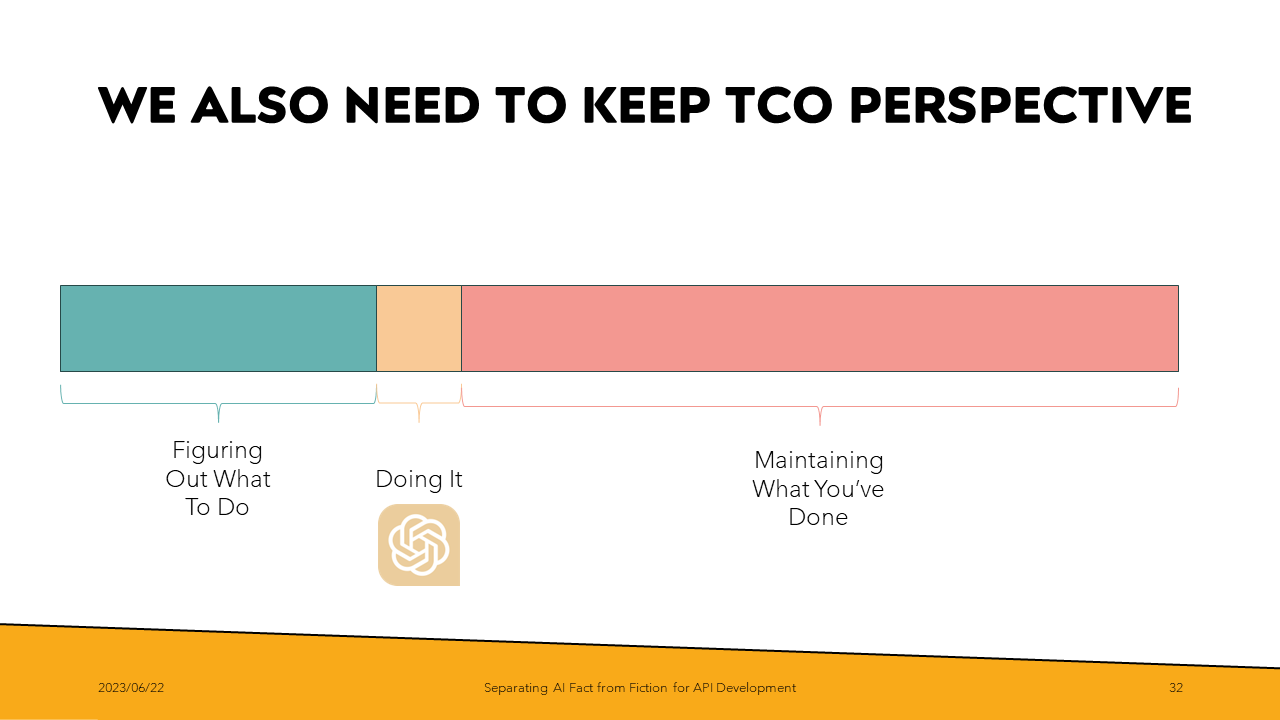 WE ALSO NEED TO KEEP TCO PERSPECTIVE
Figuring
Out What
To Do
Doing It
Maintaining
What You’ve
Done
2023/06/22
Separating AI Fact from Fiction for API Development
32